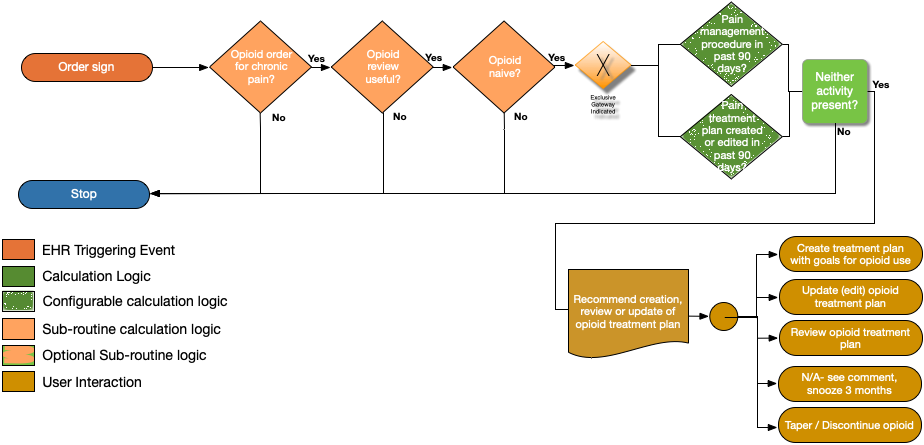 Order sign
Opioid order
for chronic
pain?
Yes
No
Opioid
review
useful?
Yes
No
Opioid
naive?
Yes
No
X
Exclusive
Gateway
Indicated
Pain
management
procedure in
past 90
days?
Pain
treatment
plan created
or edited in
past 90
days?
Neither
activity
present?
Yes
No
Stop
EHR Triggering Event
Calculation Logic
Configurable calculation logic
Sub-routine calculation logic
Optional Sub-routine logic
User Interaction
Recommend creation,
review or update of
opioid treatment plan
Create treatment plan
with goals for opioid use
Update (edit) opioid
treatment plan
Review opioid treatment
plan
N/A- see comment,
snooze 3 months
Taper / Discontinue opioid